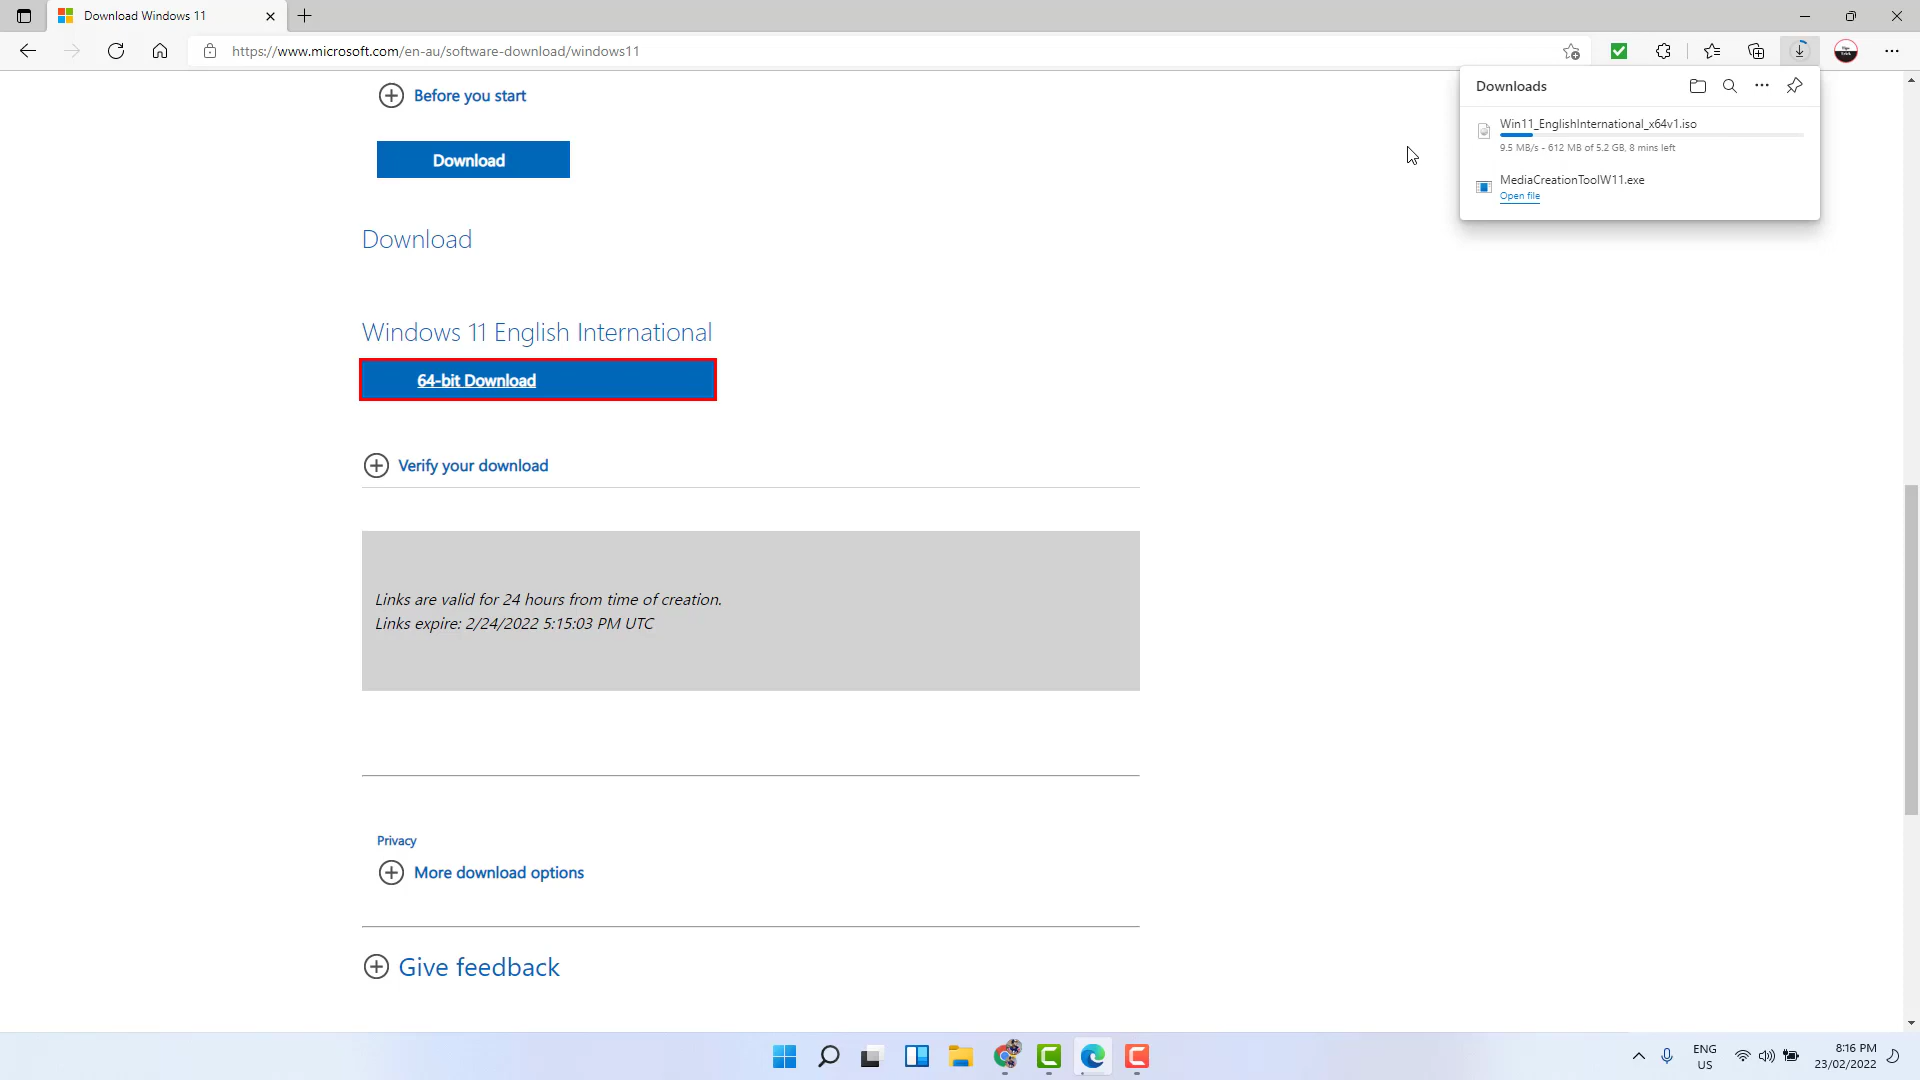 Download Windows 11
https://www.microsoft.com/en-au/software-download/windows11
Downloads
Win11_EnglishInternational_x64v1.iso
9.5 MB/s - 612 MB of 5.2 GB, 8 mins left
MediaCreationToolW11.exe
Open file
Before you start
Download
Download
Windows 11 English International
64-bit Download
Verify your download
Links are valid for 24 hours from time of creation.
Links expire: 2/24/2022 5:15:03 PM UTC
Privacy
More download options
Give feedback
ENG
US
8:16 PM
23/02/2022